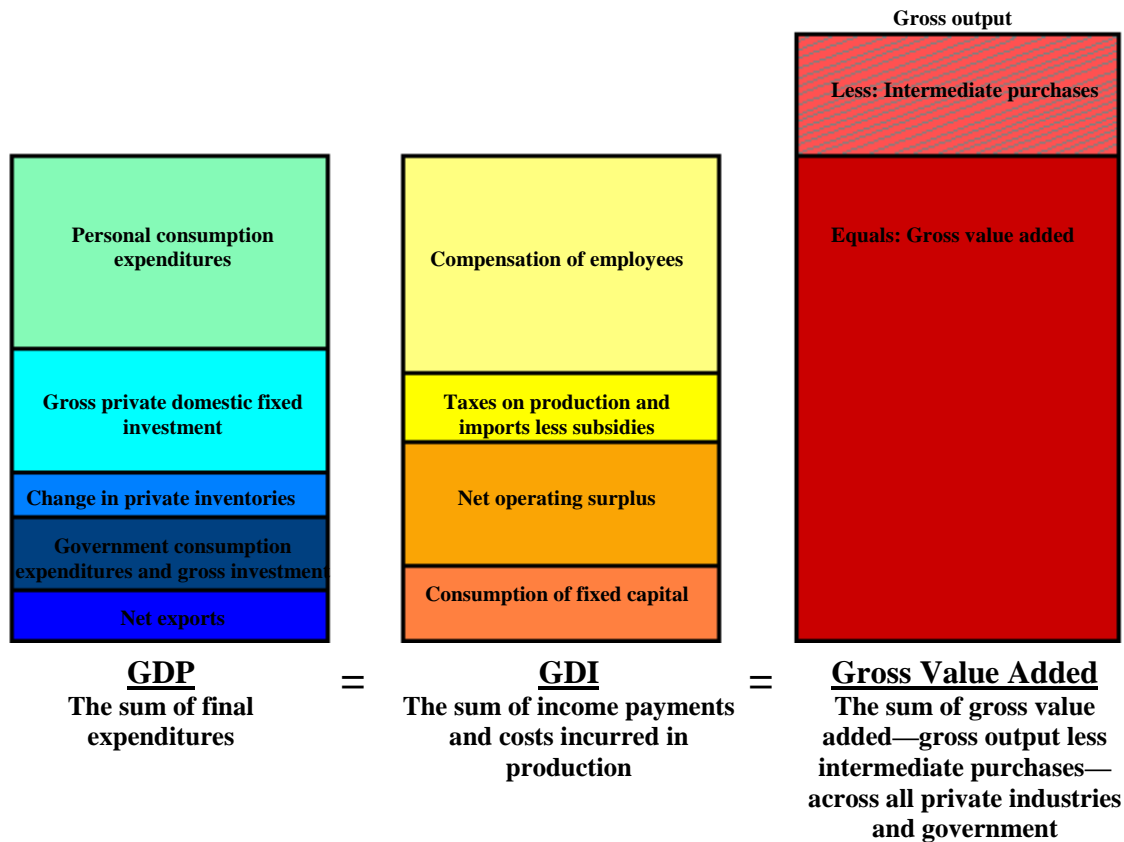 Gross output
Less: Intermediate purchases
Personal consumption
expenditures
Gross private domestic fixed
investment
Change in private inventories
Government consumption
expenditures and gross investment
Net exports
Compensation of employees
Taxes on production and
imports less subsidies
Net operating surplus
Consumption of fixed capital
Equals: Gross value added
GDP
The sum of final
expenditures
=
GDI
The sum of income payments
and costs incurred in
production
=
Gross Value Added
The sum of gross value
added—gross output less
intermediate purchases—
across all private industries
and government